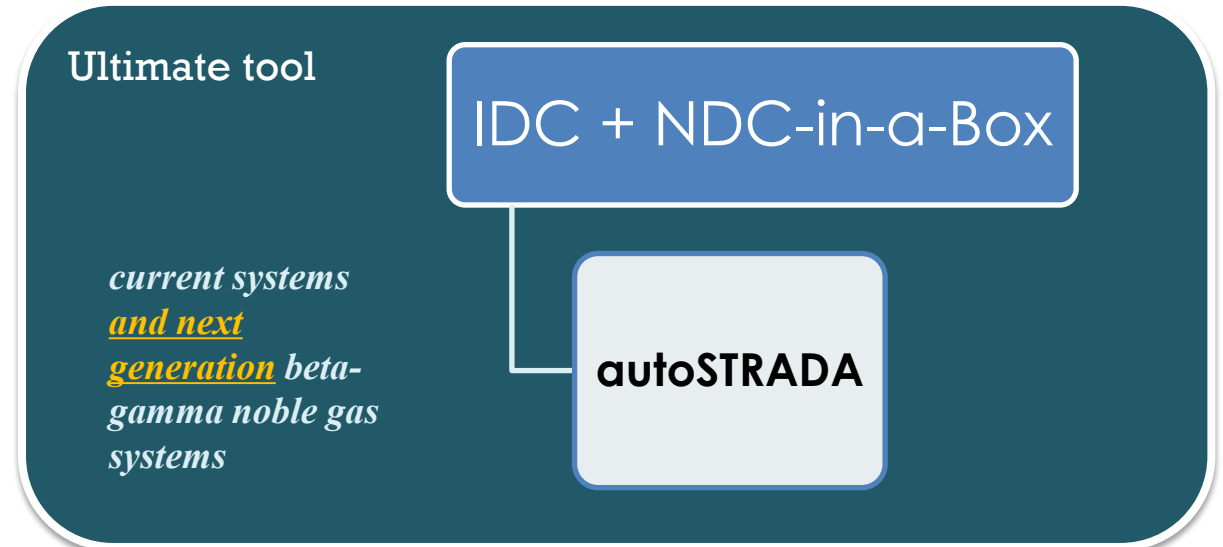 Ultimate tool
IDC + NDC-in-a-Box
current systems
and next
generation beta-
gamma noble gas
systems
autoSTRADA